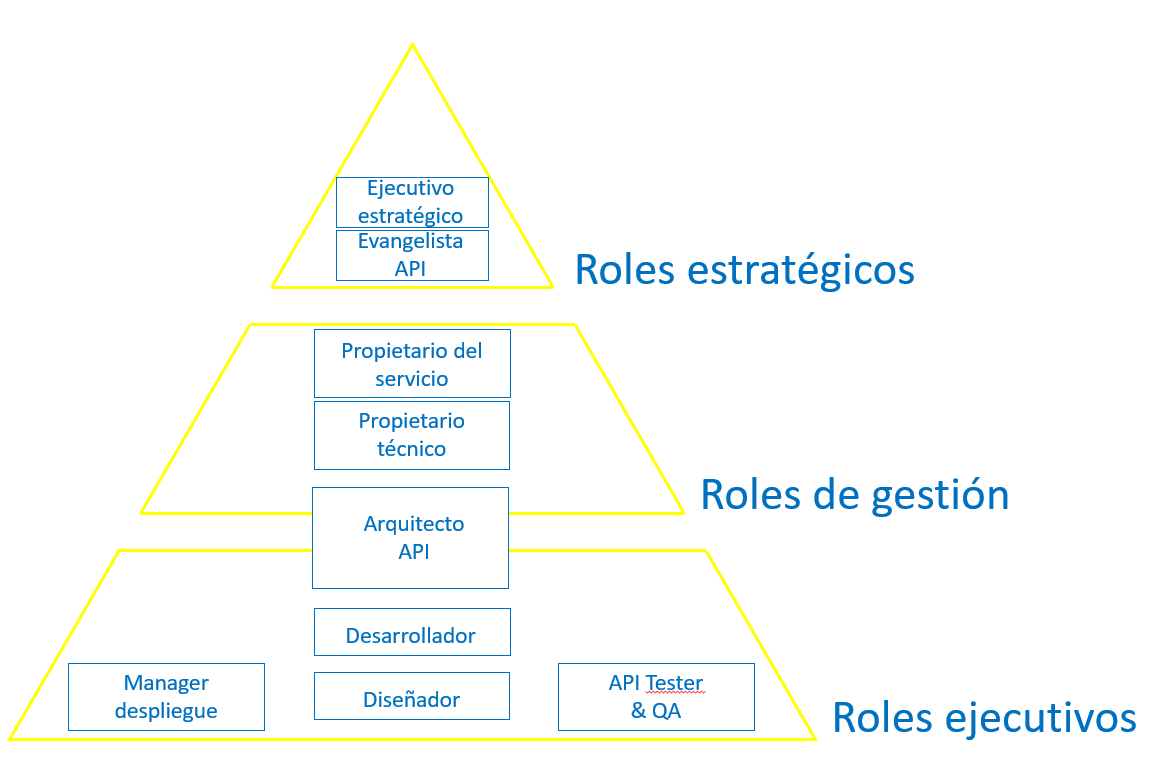 Ejecutivo
estratégico
Evangelista
API
Roles estratégicos
Propietario del
servicio
Propietario
técnico
Roles de gestión
Arquitecto
API
Desarrollador
Manager
despliegue
Diseñador
API Tester
& QA
Roles ejecutivos